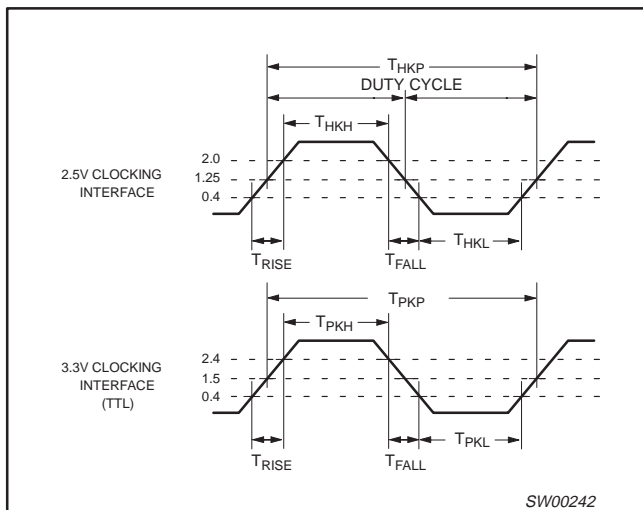 THKP
DUTY CYCLE
THKH
2.0
1.25
0.4
2.5V CLOCKING
INTERFACE
THKL
TRISE
TFALL
TPKP
TPKH
2.4
1.5
0.4
3.3V CLOCKING
INTERFACE
(TTL)
TPKL
TRISE
TFALL
SW00242